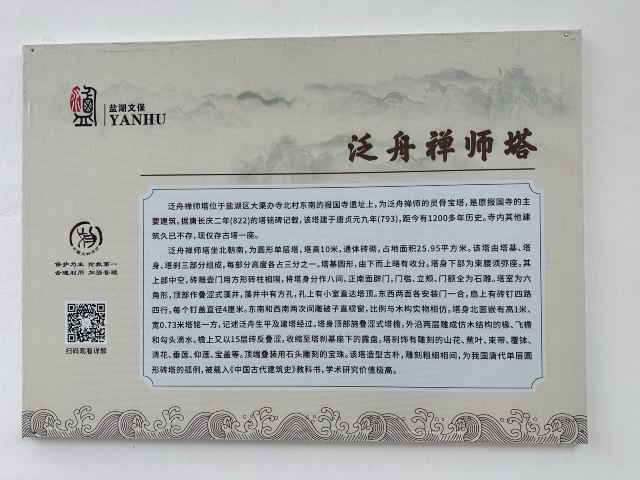 盐湖文保
YANHU
泛舟禅师塔
泛舟禅师塔位于盐湖区大渠办寺北村东南的报国寺遗址上，为泛舟禅师的灵骨宝塔，是原报国寺的主
要建筑。据唐长庆二年(822)的塔铭碑记载，该塔建于唐贞元九年(793)，距今有1200多年历史。寺内其他建
筑久已不存，现仅存古塔一座。
泛舟禅师塔坐北朝南，为圆形单层塔，塔高10米，通体砖砌，占地面积25.95平方米。该塔由塔基、塔
身、塔刹三部分组成，每部分高度各占三分之一。塔基圆形，由下而上略有收分。塔身下部为束腰须弥座。其
上部中空，砖雕壶门用方形砖柱相隔，将塔身分作八间。正南面辟门，门槛、立颊、门额全为石雕。塔室为六
角形，顶部作叠涩式藻井，藻井中有方孔，孔上有小室直达塔顶。东西两面各安装门一合，扇上有砖钉四路
四行，每个钉盖直径4厘米。东南和西南两次间雕破子直棂窗，比例与木构实物相仿。塔身北面嵌有高1米、
宽0.73米塔铭一方，记述泛舟生平及建塔经过。塔身顶部施叠涩式塔檐，外沿两层雕成仿木结构的椽、飞檐
和勾头滴水。檐上又以15层砖反叠涩，收缩至塔刹基座下的露盘。塔刹饰有雕刻的山花、蕉叶、束带、覆钵、
清花、垂莲、仰莲、宝盖等。顶端叠装用石头雕刻的宝珠。该塔造型古朴，雕刻粗细相间，为我国唐代单层圆
形砖塔的孤例，被载入《中国古代建筑史》教科书，学术研究价值极高。
保护为主 抢救第一
合理利用 加强管理
扫码观看详解